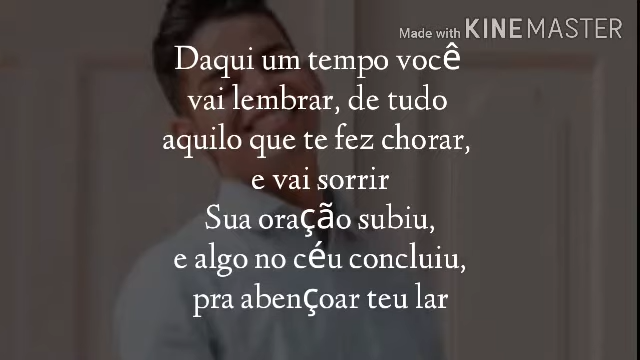 Made with KINEMASTER
Daqui um tempo você
vai lembrar, de tudo
aquilo que te fez chorar,
e vai sorrir
Sua oração subiu,
e algo no céu concluiu,
pra abençoar teu lar